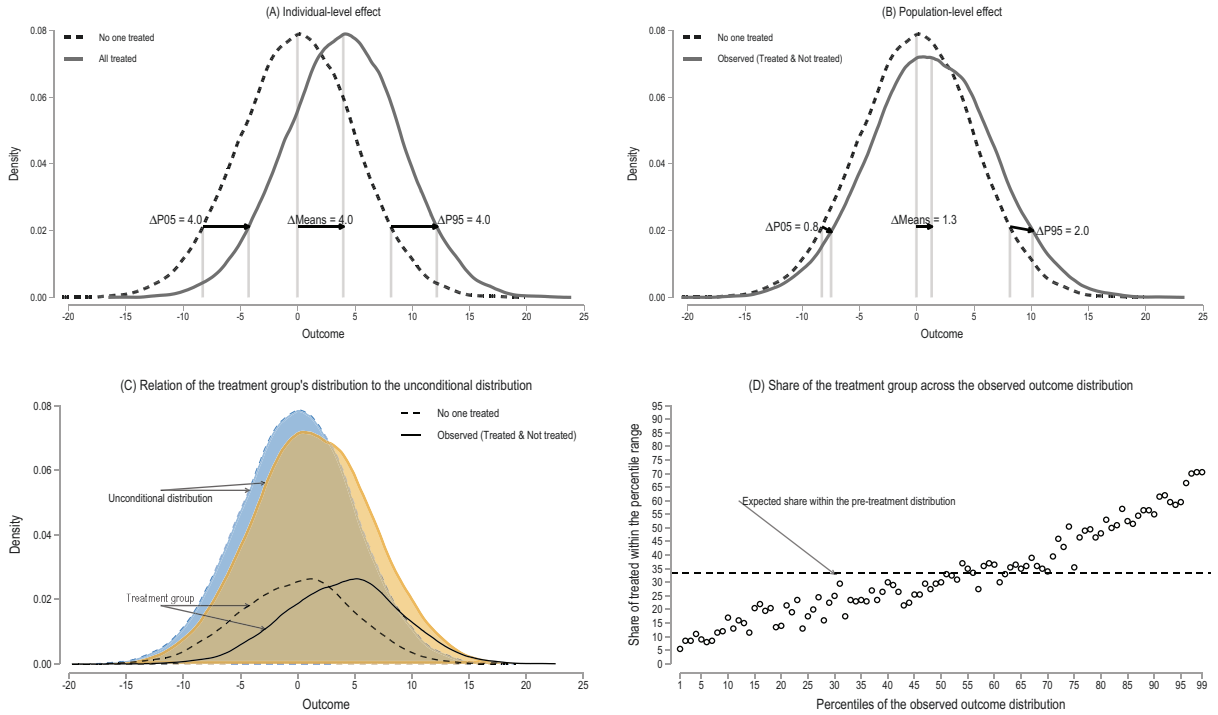 (A) Individual-level effect
No one treated
All treated
ΔP05 = 4.0
ΔMeans = 4.0
ΔP95 = 4.0
Density
0.08
0.06
0.04
0.02
0.00
-20 -15 -10 -5 0 5 10 15 20 25
Outcome
(B) Population-level effect
No one treated
Observed (Treated & Not treated)
ΔP05 = 0.8
ΔMeans = 1.3
ΔP95 = 2.0
Density
0.08
0.06
0.04
0.02
0.00
-20 -15 -10 -5 0 5 10 15 20 25
Outcome
(C) Relation of the treatment group's distribution to the unconditional distribution
No one treated
Observed (Treated & Not treated)
Unconditional distribution
Treatment group
Density
0.08
0.06
0.04
0.02
0.00
-20 -15 -10 -5 0 5 10 15 20 25
Outcome
(D) Share of the treatment group across the observed outcome distribution
Expected share within the pre-treatment distribution
Share of treated within the percentile range
95
90
85
80
75
70
65
60
55
50
45
40
35
30
25
20
15
10
5
0
1 5 10 15 20 25 30 35 40 45 50 55 60 65 70 75 80 85 90 95 99
Percentiles of the observed outcome distribution